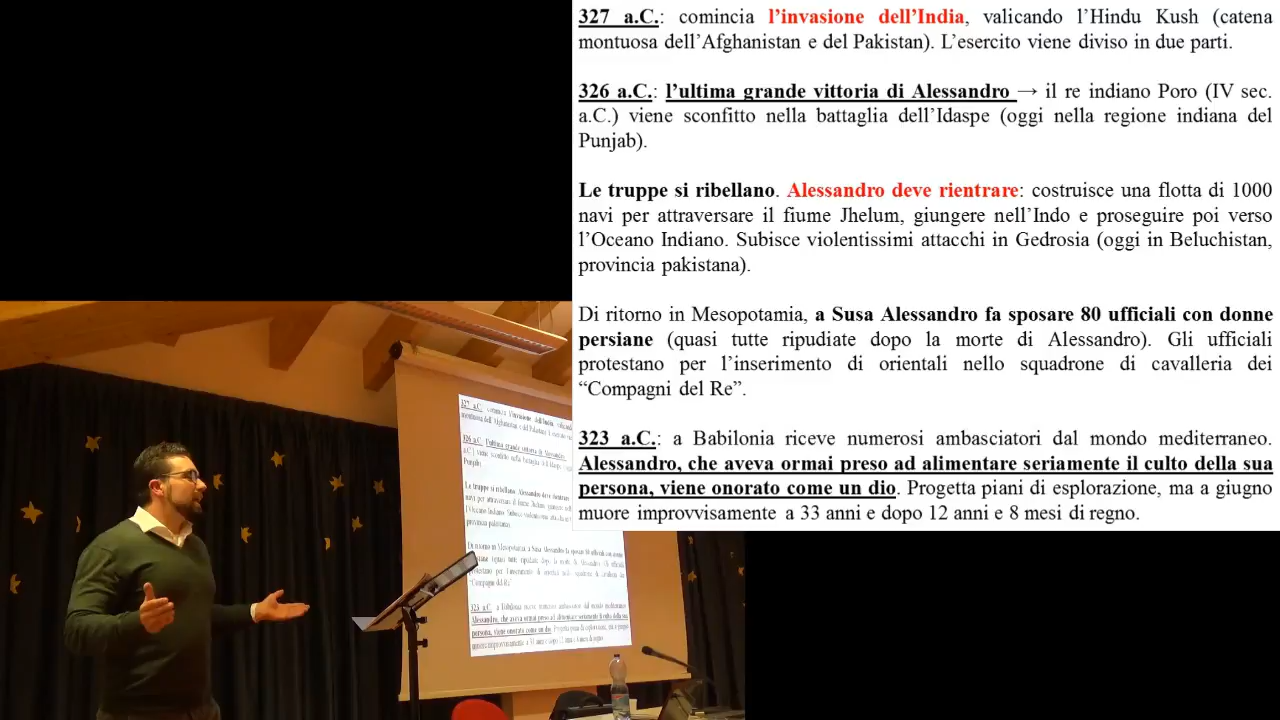 327 a.C.: comincia l’invasione dell’India, valicando l’Hindu Kush (catena
montuosa dell’Afghanistan e del Pakistan). L’esercito viene diviso in due parti.
326 a.C.: l’ultima grande vittoria di Alessandro → il re indiano Poro (IV sec.
a.C.) viene sconfitto nella battaglia dell’Idaspe (oggi nella regione indiana del
Punjab).
Le truppe si ribellano. Alessandro deve rientrare: costruisce una flotta di 1000
navi per attraversare il fiume Jhelum, giungere nell’Indo e proseguire poi verso
l’Oceano Indiano. Subisce violentissimi attacchi in Gedrosia (oggi in Beluchistan,
provincia pakistana).
Di ritorno in Mesopotamia, a Susa Alessandro fa sposare 80 ufficiali con donne
persiane (quasi tutte ripudiate dopo la morte di Alessandro). Gli ufficiali
protestano per l’inserimento di orientali nello squadrone di cavalleria dei
“Compagni del Re”.
323 a.C.: a Babilonia riceve numerosi ambasciatori dal mondo mediterraneo.
Alessandro, che aveva ormai preso ad alimentare seriamente il culto della sua
persona, viene onorato come un dio. Progetta piani di esplorazione, ma a giugno
muore improvvisamente a 33 anni e dopo 12 anni e 8 mesi di regno.